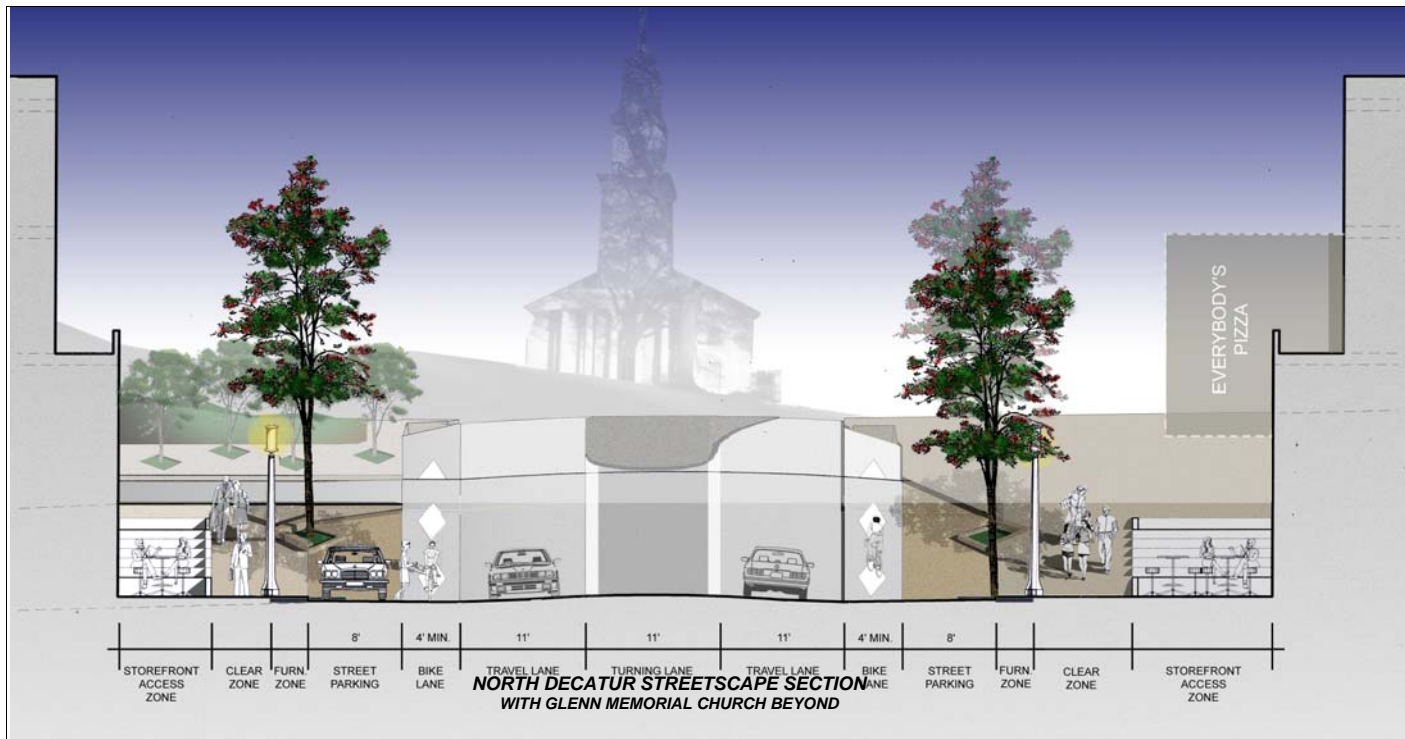 EVERYBODY'S
PIZZA
8'
4' MIN.
11'
11'
11'
4' MIN.
8'
STOREFRONT
ACCESS
ZONE
CLEAR
ZONE
FURN.
ZONE
STREET
PARKING
BIKE
LANE
TRAVEL LANE
TURNING LANE
TRAVEL LANE
BIKE
LANE
STREET
PARKING
FURN.
ZONE
CLEAR
ZONE
STOREFRONT
ACCESS
ZONE
NORTH DECATUR STREETSCAPE SECTION
WITH GLENN MEMORIAL CHURCH BEYOND